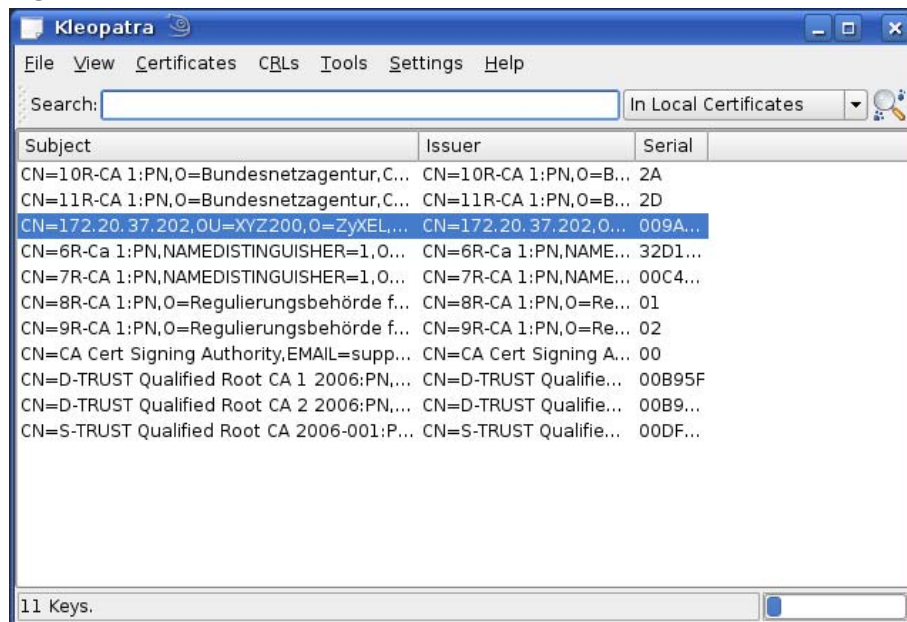 Kleopatra
File View Certificates CRLs Tools Settings Help
Search: In Local Certificates
Subject Issuer Serial
CN=10R-CA 1:PN,O=Bundesnetzagentur,C... CN=10R-CA 1:PN,O=B... 2A
CN=11R-CA 1:PN,O=Bundesnetzagentur,C... CN=11R-CA 1:PN,O=B... 2D
CN=172.20.37.202,OU=XYZ200,O=ZyXEL,... CN=172.20.37.202,O... 009A...
CN=6R-Ca 1:PN,NAMEDISTINGUISHER=1,O... CN=6R-Ca 1:PN,NAME... 32D1...
CN=7R-CA 1:PN,NAMEDISTINGUISHER=1,O... CN=7R-CA 1:PN,NAME... 00C4...
CN=8R-CA 1:PN,O=Regulierungsbehörde f... CN=8R-CA 1:PN,O=Re... 01
CN=9R-CA 1:PN,O=Regulierungsbehörde f... CN=9R-CA 1:PN,O=Re... 02
CN=CA Cert Signing Authority,EMAIL=supp... CN=CA Cert Signing A... 00
CN=D-TRUST Qualified Root CA 1 2006:PN,... CN=D-TRUST Qualifie... 00B95F
CN=D-TRUST Qualified Root CA 2 2006:PN,... CN=D-TRUST Qualifie... 00B9...
CN=S-TRUST Qualified Root CA 2006-001:P... CN=S-TRUST Qualifie... 00DF...
11 Keys.